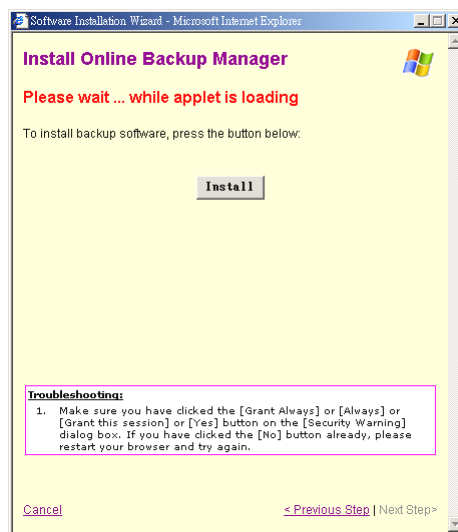 Software Installation Wizard - Microsoft Internet Explorer
Install Online Backup Manager
Please wait ... while applet is loading
To install backup software, press the button below:
Install
Troubleshooting:
1. Make sure you have clicked the [Grant Always] or [Always] or
[Grant this session] or [Yes] button on the [Security Warning]
dialog box. If you have clicked the [No] button already, please
restart your browser and try again.
Cancel < Previous Step | Next Step>